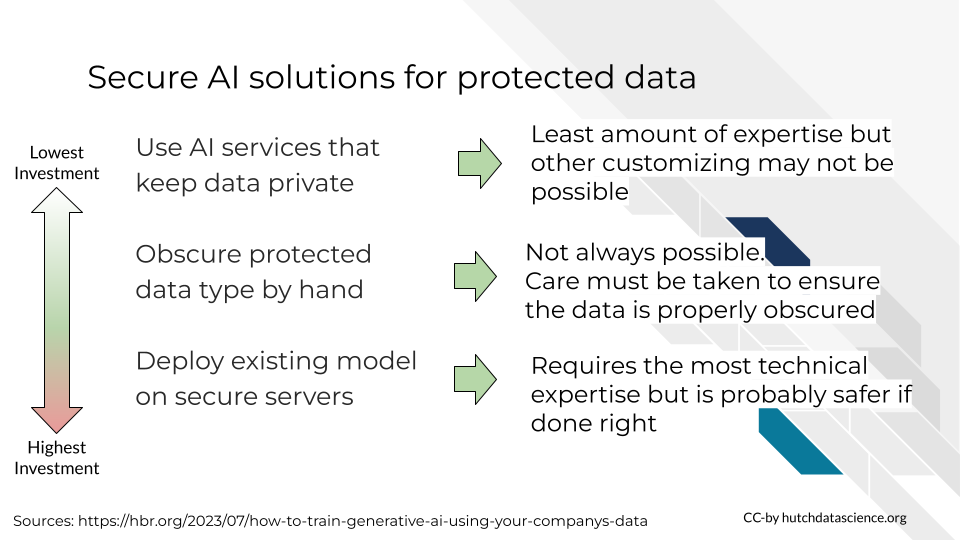 Secure AI solutions for protected data
Lowest
Investment
Use AI services that
keep data private
Least amount of expertise but
other customizing may not be
possible
Obscure protected
data type by hand
Not always possible.
Care must be taken to ensure
the data is properly obscured
Deploy existing model
on secure servers
Requires the most technical
expertise but is probably safer if
done right
Highest
Investment
Sources: https://hbr.org/2023/07/how-to-train-generative-ai-using-your-companys-data
CC-by hutchdatascience.org